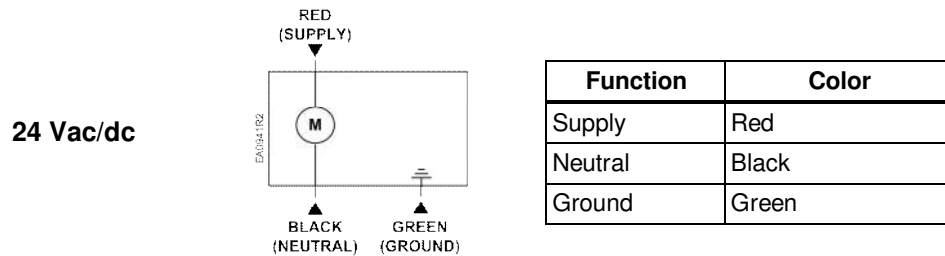 24 Vac/dc
RED
(SUPPLY)
M
EA0941R2
BLACK
(NEUTRAL)
GREEN
(GROUND)
Function Color
Supply Red
Neutral Black
Ground Green